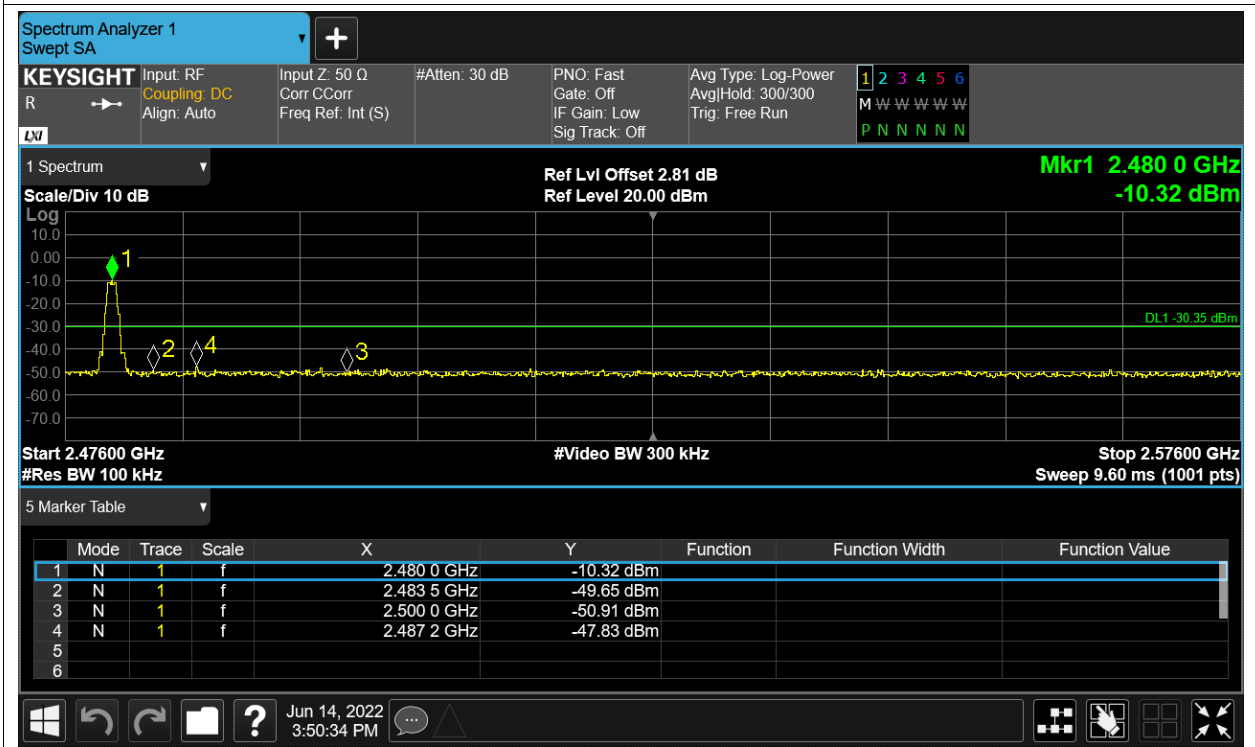 Spectrum Analyzer 1
Swept SA
KEYSIGHT Input: RF Input Z: 50 Ω #Atten: 30 dB PNO: Fast Avg Type: Log-Power 1 2 3 4 5 6
R Coupling: DC Corr CCorr Gate: Off Avg|Hold: 300/300 M W W W W W
Align: Auto Freq Ref: Int (S) IF Gain: Low Trig: Free Run
LXI Sig Track: Off P N N N N N
1 Spectrum Ref Lvl Offset 2.81 dB Mkr1 2.480 0 GHz
Scale/Div 10 dB Ref Level 20.00 dBm -10.32 dBm
Log
10.0
0.00 1
-10.0
-20.0
-30.0 DL1 -30.35 dBm
-40.0 2 4 3
-50.0
-60.0
-70.0
Start 2.47600 GHz #Video BW 300 kHz Stop 2.57600 GHz
#Res BW 100 kHz Sweep 9.60 ms (1001 pts)
5 Marker Table
Mode Trace Scale X Y Function Function Width Function Value
1 N 1 f 2.480 0 GHz -10.32 dBm
2 N 1 f 2.483 5 GHz -49.65 dBm
3 N 1 f 2.500 0 GHz -50.91 dBm
4 N 1 f 2.487 2 GHz -47.83 dBm
5
6
? Jun 14, 2022
3:50:34 PM